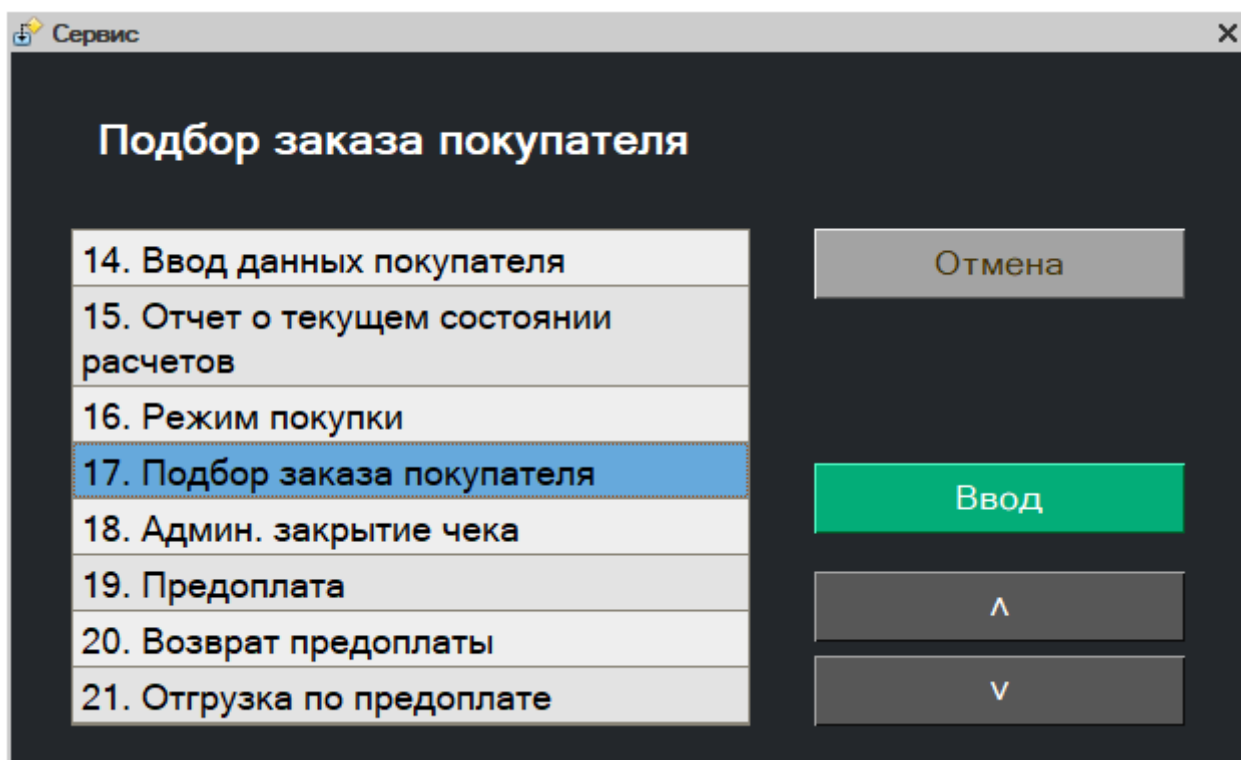 Сервис
Подбор заказа покупателя
14. Ввод данных покупателя
15. Отчет о текущем состоянии
расчетов
16. Режим покупки
17. Подбор заказа покупателя
18. Админ. закрытие чека
19. Предоплата
20. Возврат предоплаты
21. Отгрузка по предоплате
Отмена
Ввод